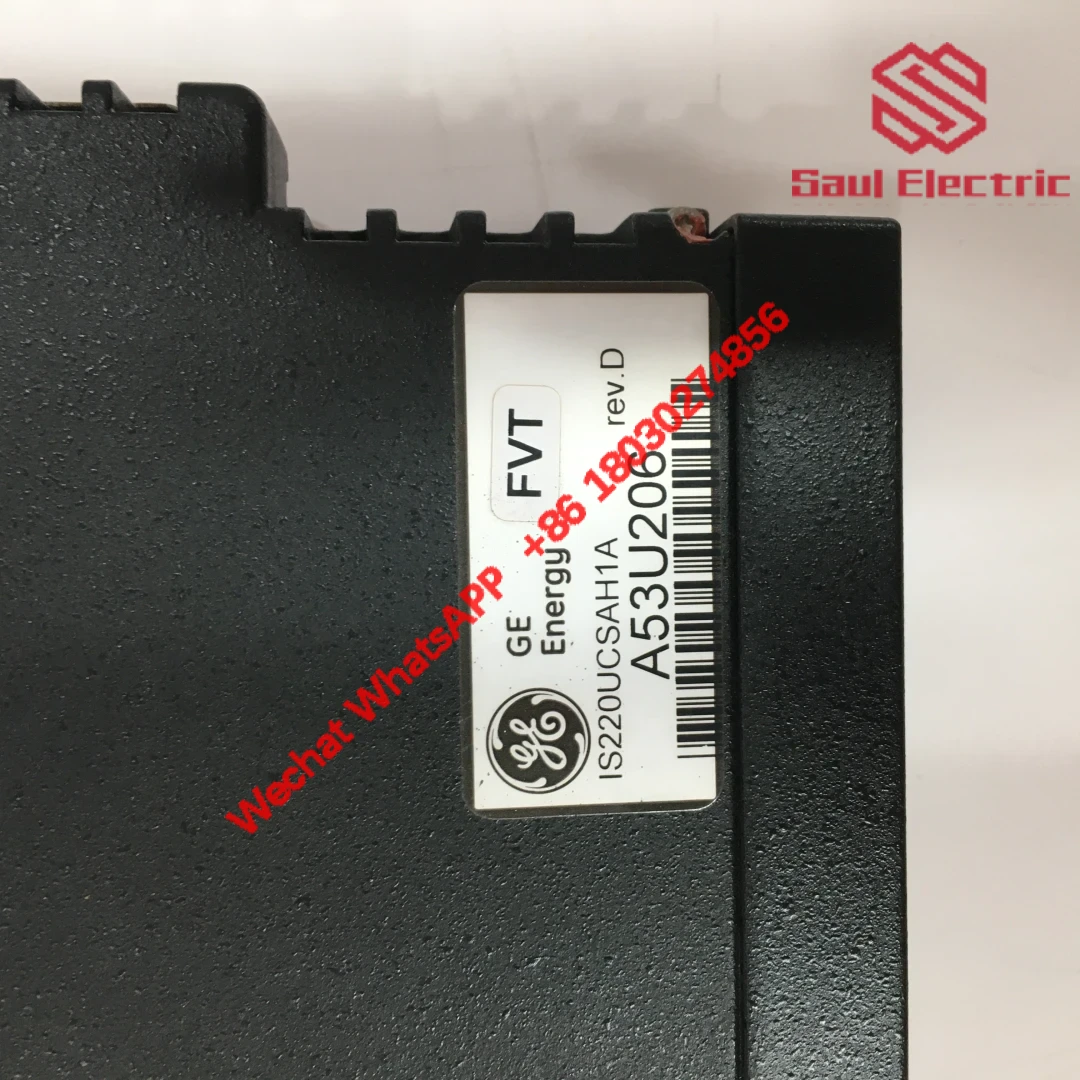 Saul Electric
Wechat WhatsAPP +86 18030274856
GE
Energy
FVT
IS220UCSAH1A rev.D
A53U206